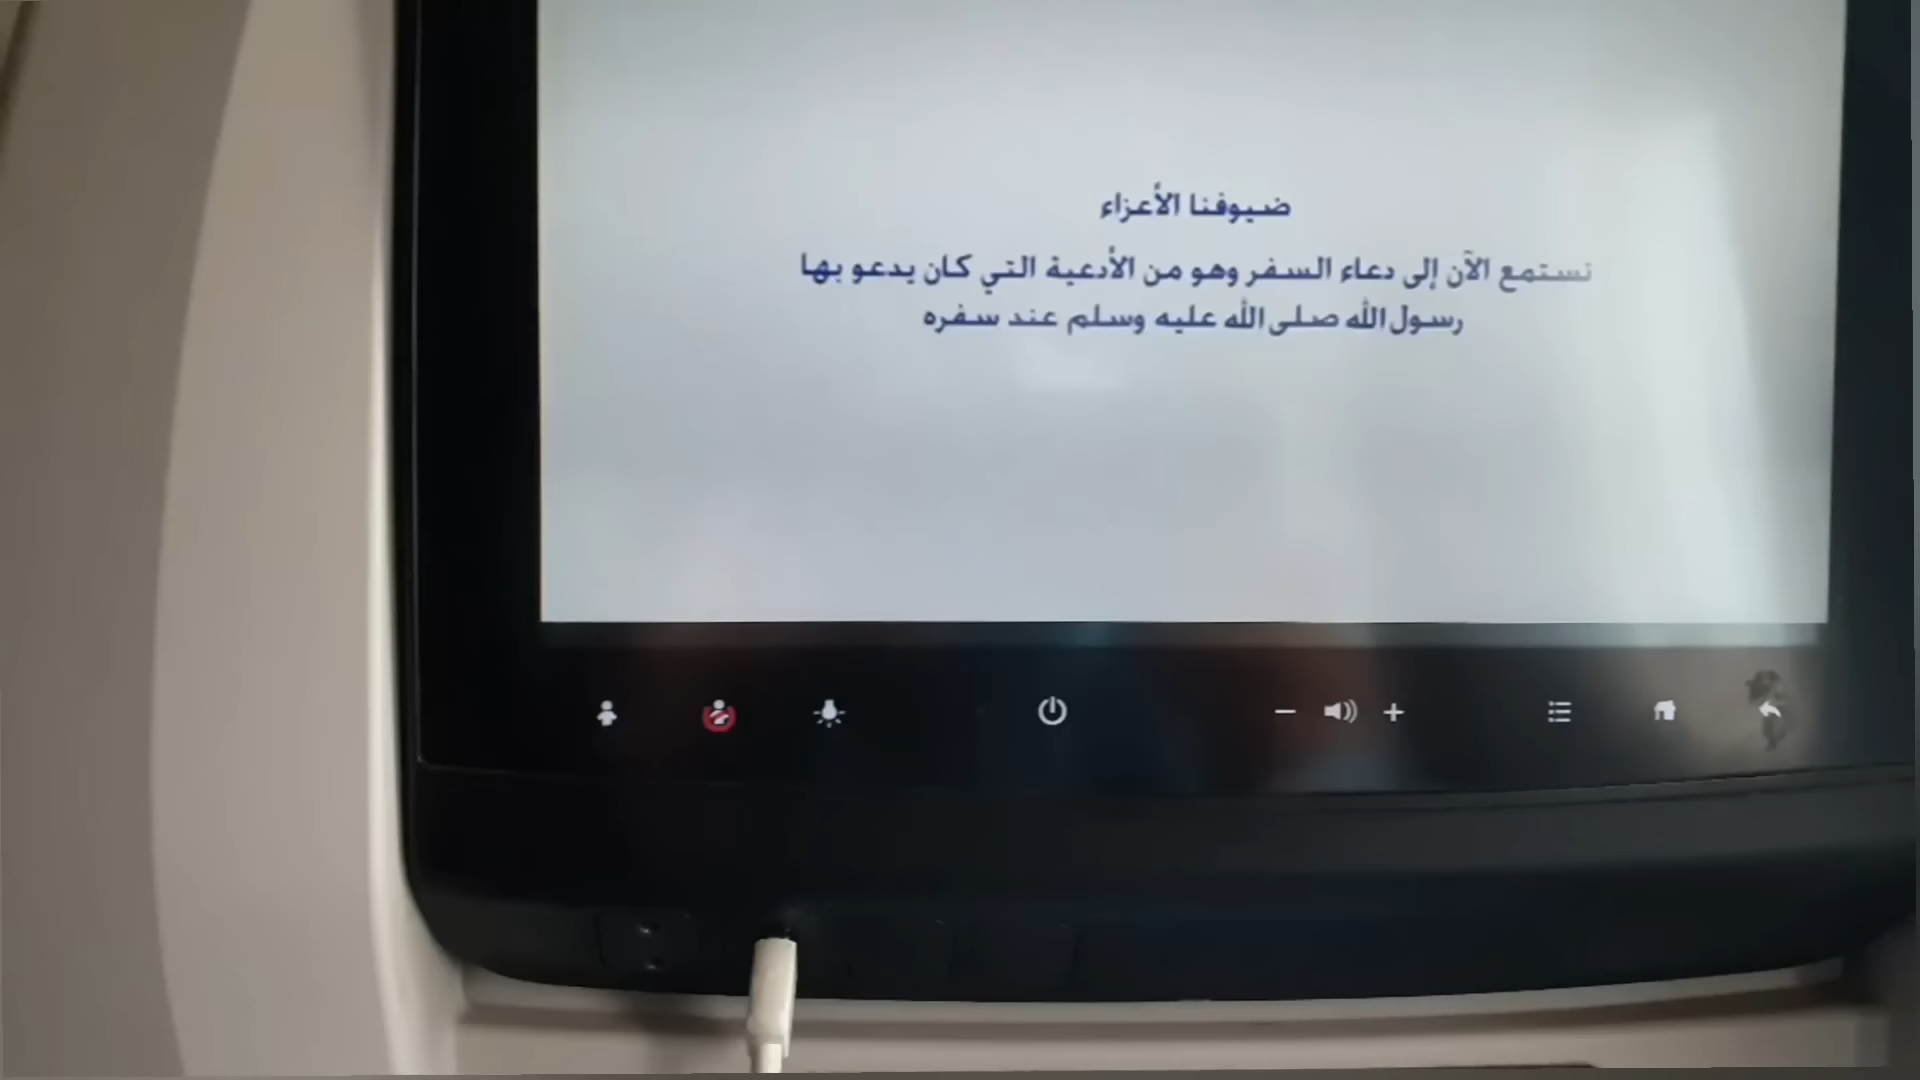 ضيوفنا الأعزاء
نستمع الآن إلى دعاء السفر وهو من الأدعية التي كان يدعو بها
رسول الله صلى الله عليه وسلم عند سفره